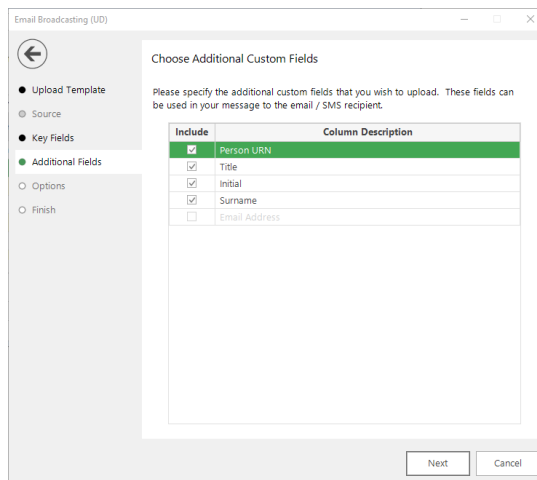 Email Broadcasting (UD)
Choose Additional Custom Fields
Upload Template
Source
Key Fields
Additional Fields
Options
Finish
Please specify the additional custom fields that you wish to upload. These fields can
be used in your message to the email / SMS recipient.
Include Column Description
Person URN
Title
Initial
Surname
Email Address
Next Cancel